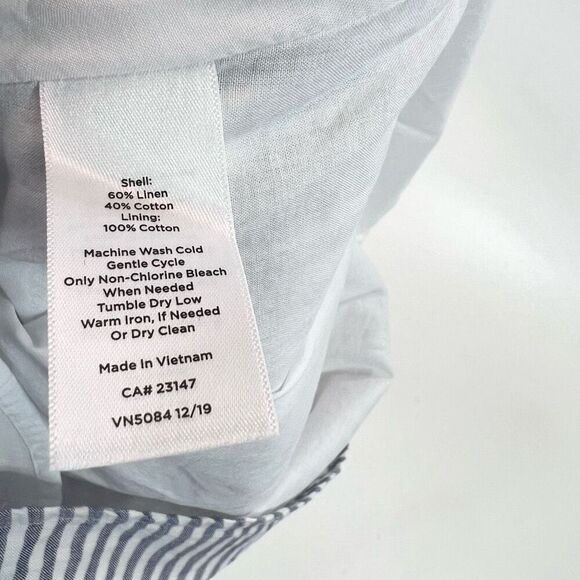 Shell:
60% Linen
40% Cotton
Lining:
100% Cotton
Machine Wash Cold
Gentle Cycle
Only Non-Chlorine Bleach
When Needed
Tumble Dry Low
Warm Iron, If Needed
Or Dry Clean
Made In Vietnam
CA# 23147
VN5084 12/19